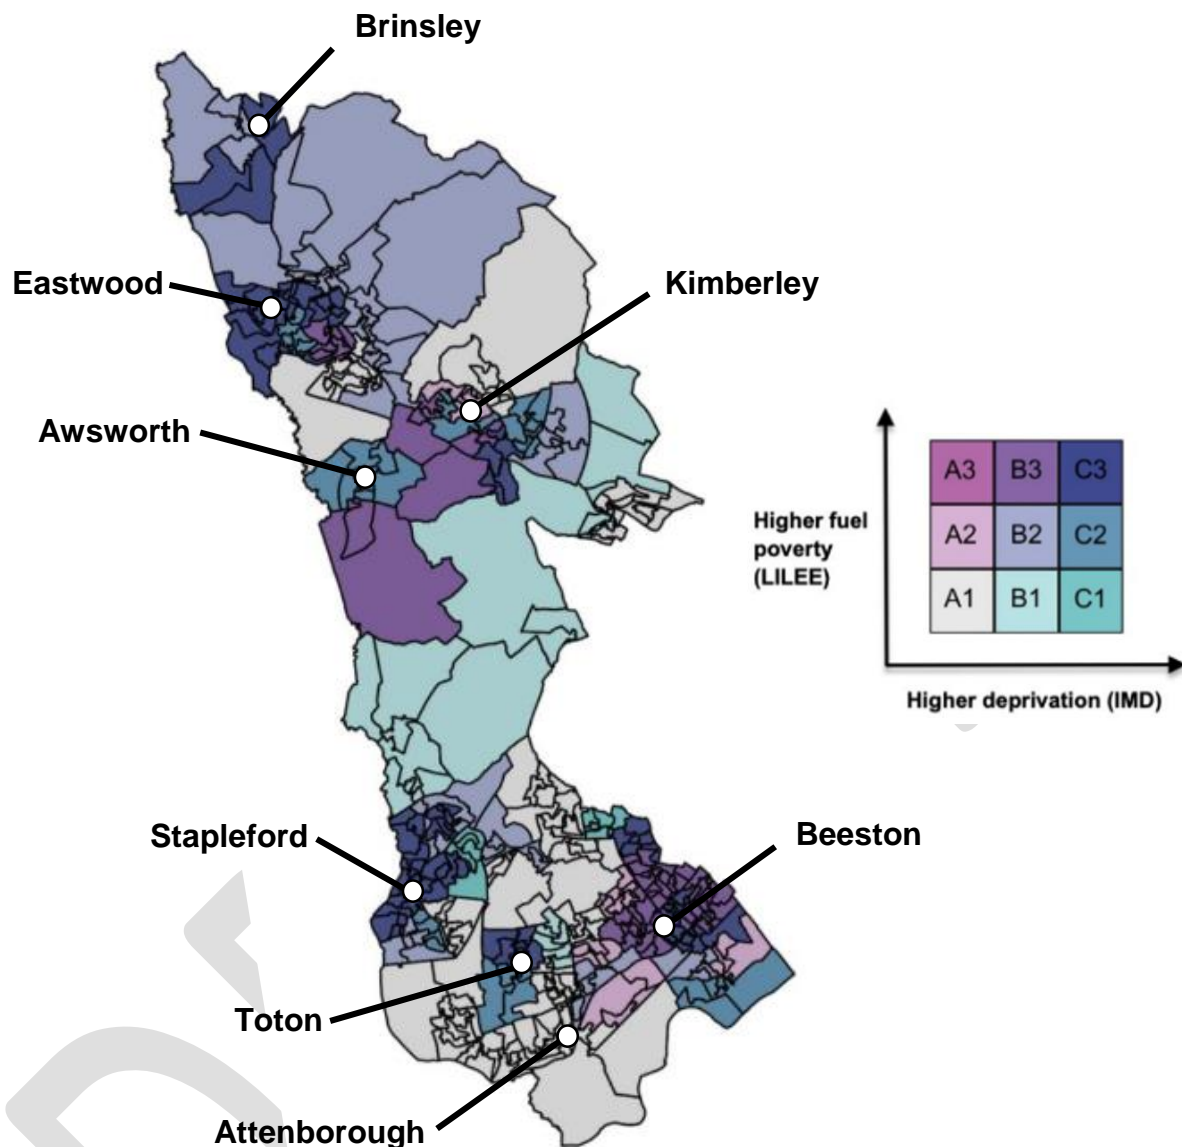 Brinsley
Eastwood
Kimberley
Awsworth
Higher fuel
poverty
(LILEE)
A3 B3 C3
A2 B2 C2
A1 B1 C1
Higher deprivation (IMD)
Stapleford
Beeston
Toton
Attenborough